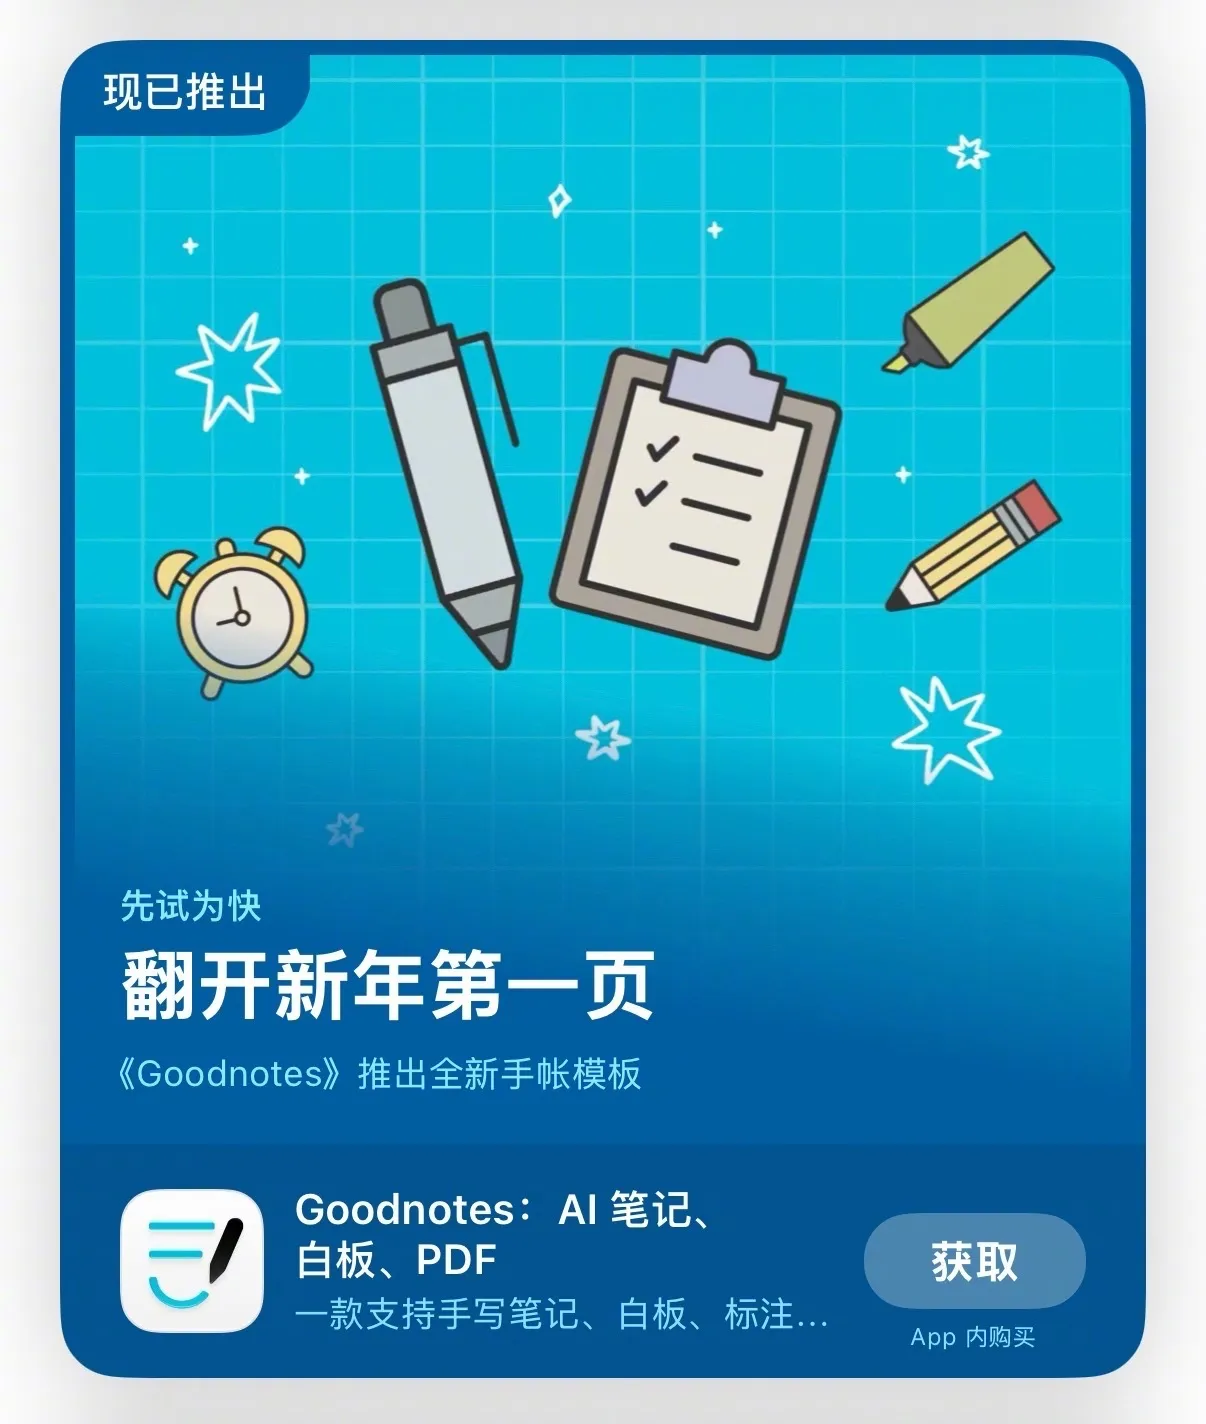 现已推出
先试为快
翻开新年第一页
《Goodnotes》推出全新手帐模板
Goodnotes：AI 笔记、
白板、PDF
一款支持手写笔记、白板、标注...
获取
App 内购买